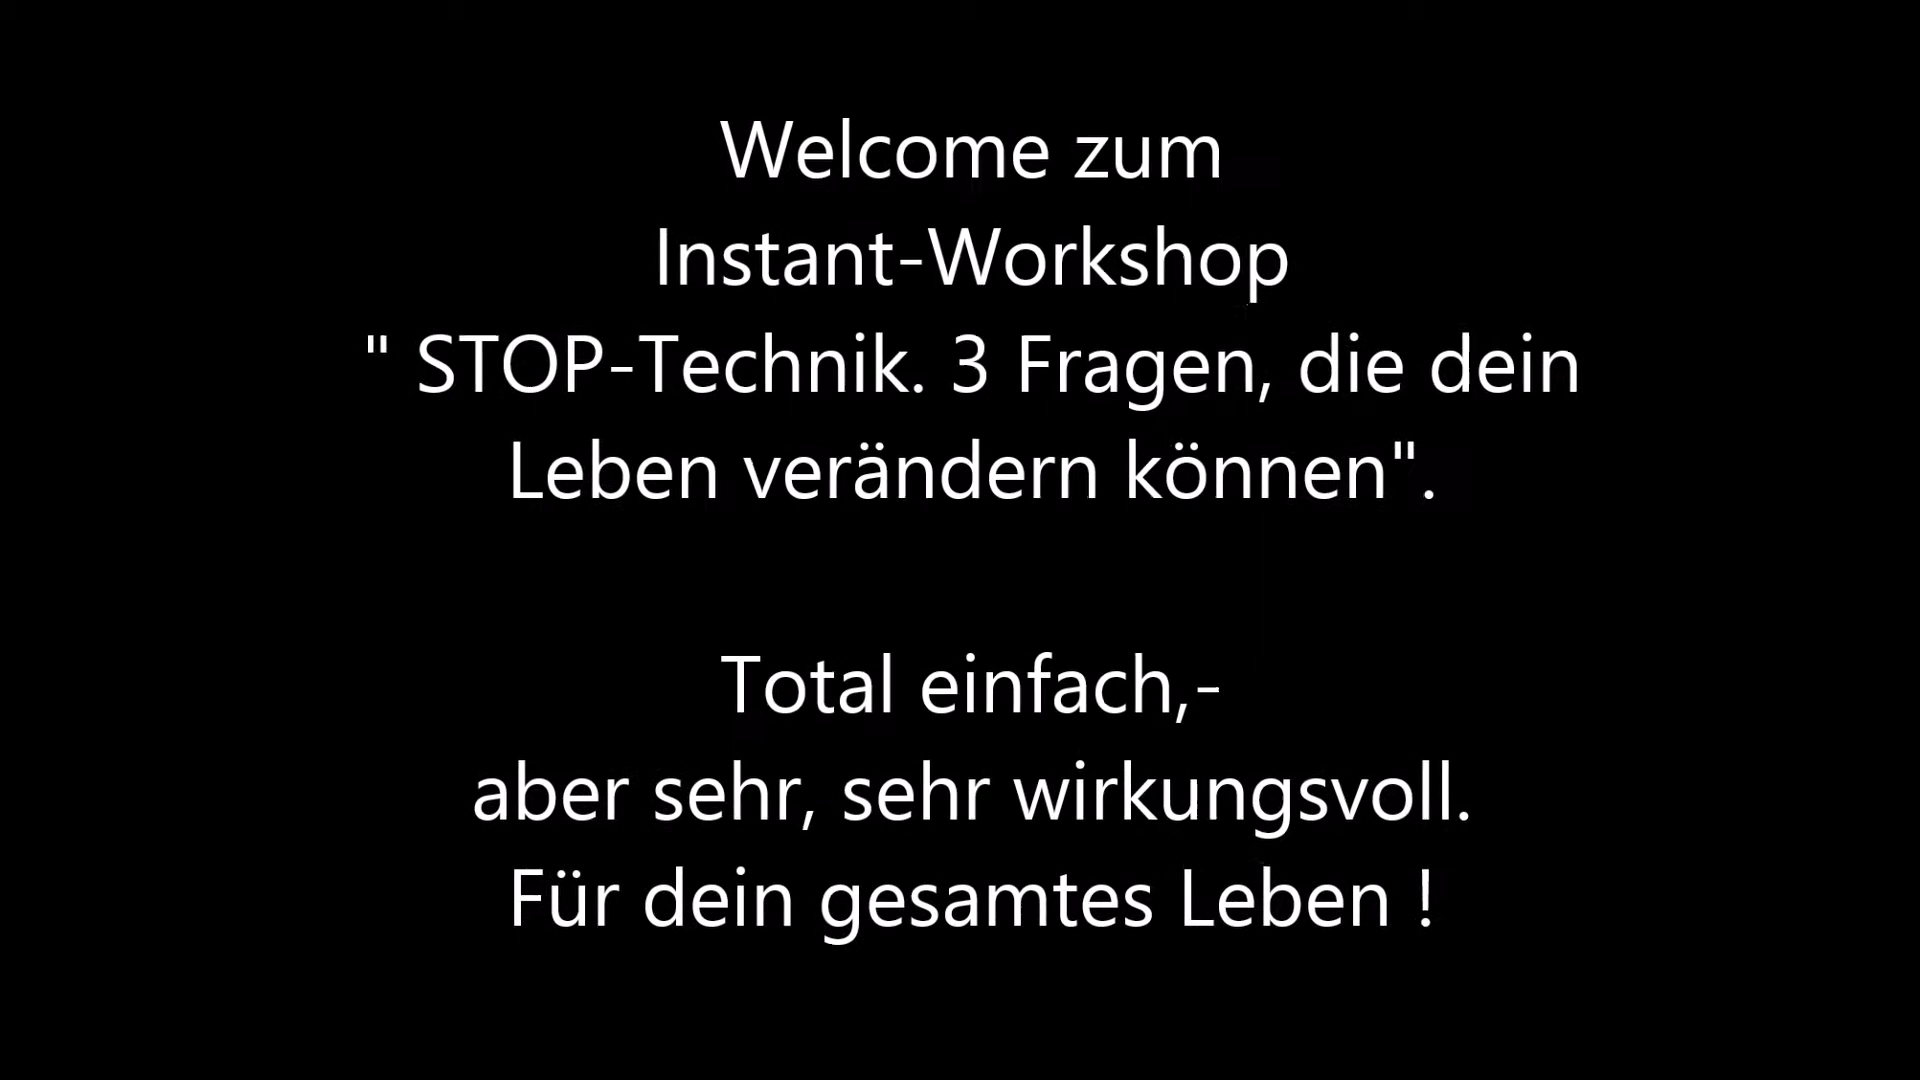 Welcome zum
Instant-Workshop
" STOP-Technik. 3 Fragen, die dein
Leben verändern können".
Total einfach,-
aber sehr, sehr wirkungsvoll.
Für dein gesamtes Leben !